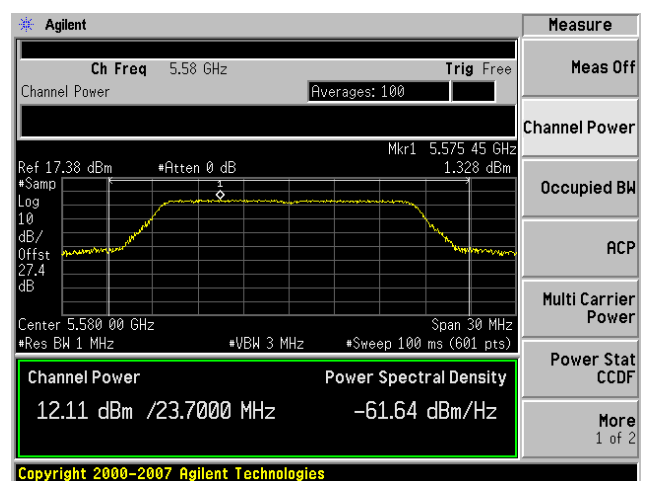 Agilent
Measure
Ch Freq 5.58 GHz Trig Free
Channel Power Averages: 100
Meas Off
Channel Power
Occupied BW
ACP
Multi Carrier
Power
Power Stat
CCDF
More
1 of 2
Mkr1 5.575 45 GHz
Ref 17.38 dBm #Atten 0 dB 1.328 dBm
#Samp
Log
10
dB/
Offst
27.4
dB
1
Center 5.580 00 GHz Span 30 MHz
#Res BW 1 MHz #VBW 3 MHz #Sweep 100 ms (601 pts)
Channel Power Power Spectral Density
12.11 dBm /23.7000 MHz -61.64 dBm/Hz
Copyright 2000-2007 Agilent Technologies